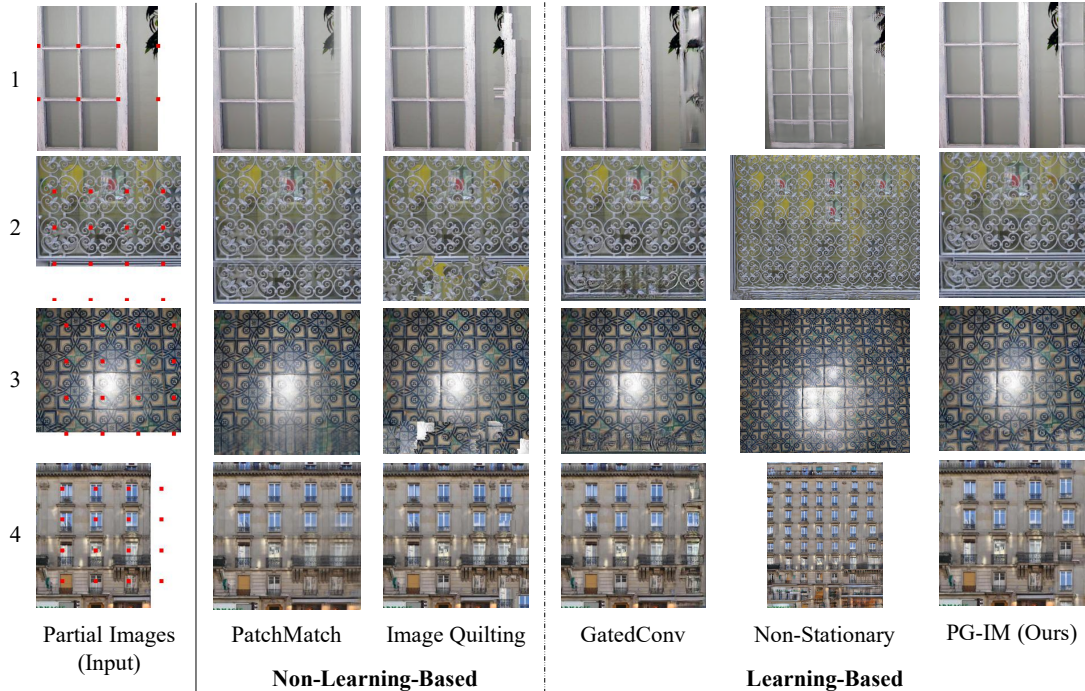 1
2
3
4
Partial Images
(Input)
PatchMatch
Image Quilting
GatedConv
Non-Stationary
PG-IM (Ours)
Non-Learning-Based
Learning-Based